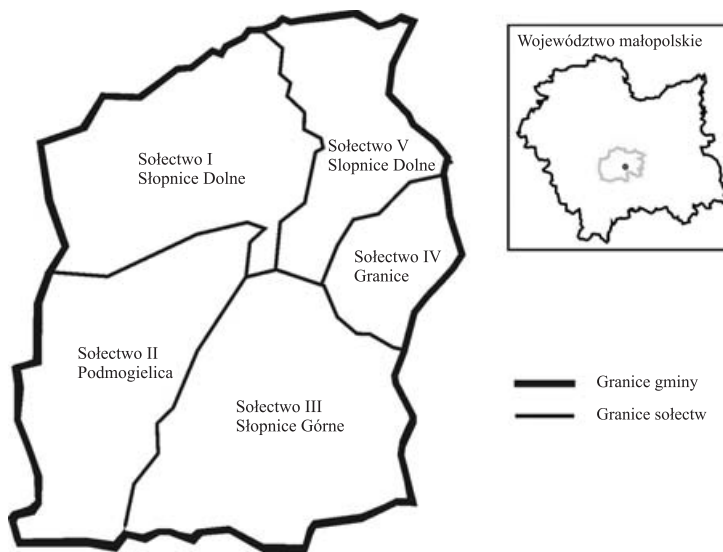 Województwo małopolskie
Sołectwo I
Słopnice Dolne
Sołectwo V
Slopnice Dolne
Sołectwo IV
Granice
Sołectwo II
Podmogielica
Sołectwo III
Słopnice Górne
Granice gminy
Granice sołectw